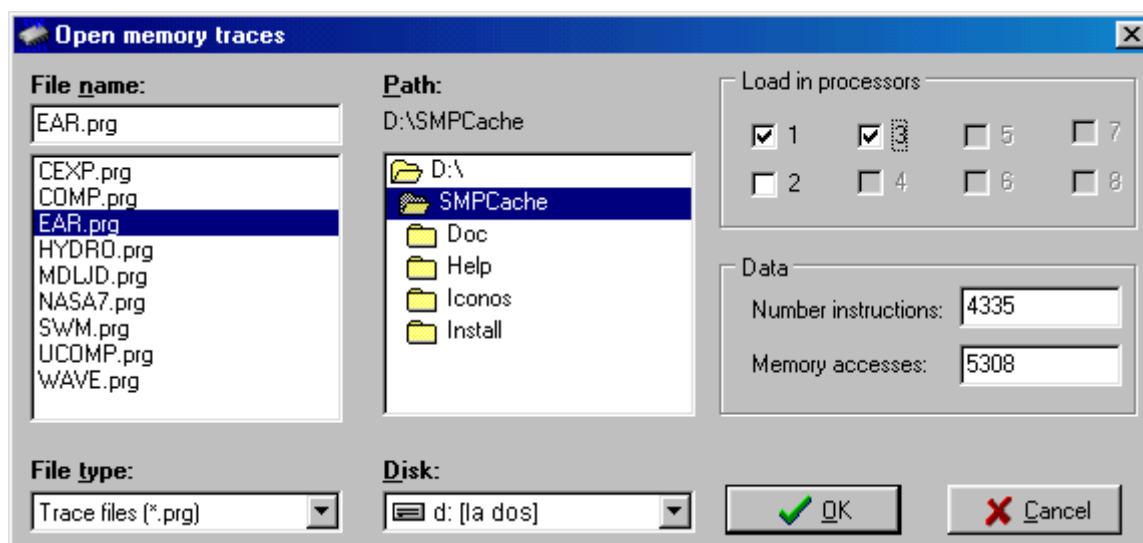 Open memory traces
File name:
EAR.prg
CEXP.prg
COMP.prg
EAR.prg
HYDRO.prg
MDLJD.prg
NASA7.prg
SWM.prg
UCOMP.prg
WAVE.prg
File type:
Trace files (*.prg)
Path:
D:\SMPCache
D:\
SMPCache
Doc
Help
Iconos
Install
Disk:
d: [la dos]
Load in processors
1 3 5 7
2 4 6 8
Data
Number instructions: 4335
Memory accesses: 5308
OK
Cancel